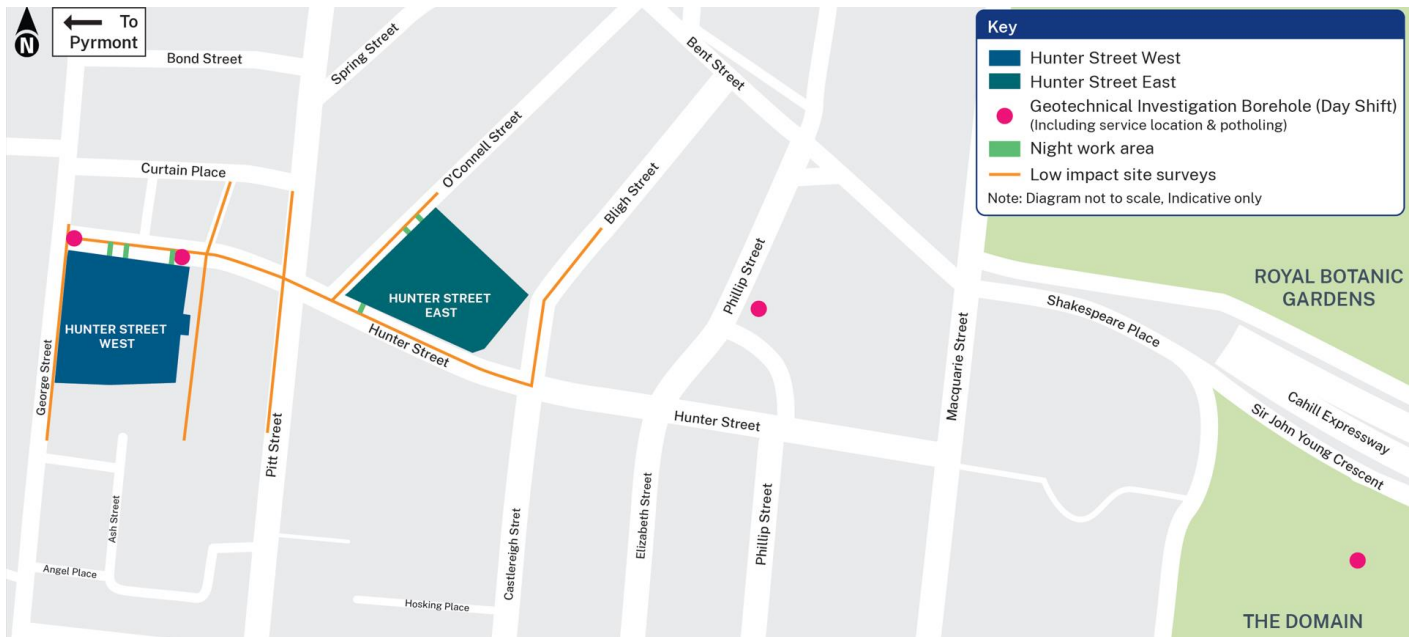 N
To
Pyrmont
Bond Street
Spring Street
Bent Street
Key
Hunter Street West
Hunter Street East
Geotechnical Investigation Borehole (Day Shift)
(Including service location & potholing)
Night work area
Low impact site surveys
Note: Diagram not to scale, Indicative only
Curtain Place
O'Connell Street
Bligh Street
Phillip Street
ROYAL BOTANIC
GARDENS
HUNTER STREET
EAST
HUNTER STREET
WEST
Hunter Street
George Street
Pitt Street
Macquarie Street
Shakespeare Place
Cahill Expressway
Sir John Young Crescent
Hunter Street
Ash Street
Angel Place
Castlereigh Stret
Elizabeth Street
Phillip Street
Hosking Place
THE DOMAIN